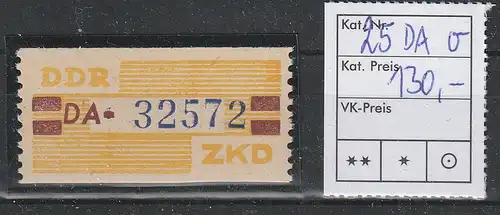 DDR
DA 32572
ZKD
Kat. Nr.
25 DA σ
Kat. Preis
130,-
VK-Preis
** * ⊙